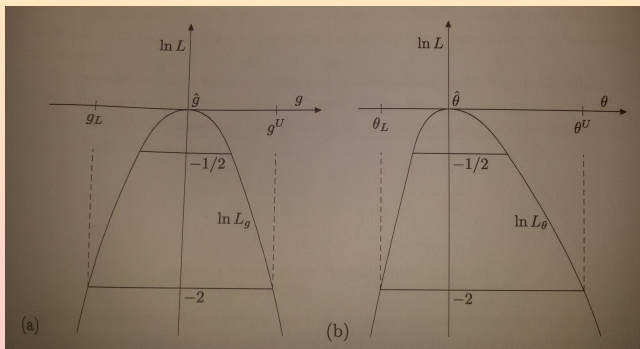 ln L
ĝ
g
g_L
g^U
−1/2
ln L_g
−2
(a)
ln L
θ̂
θ
θ_L
θ^U
−1/2
ln L_θ
−2
(b)